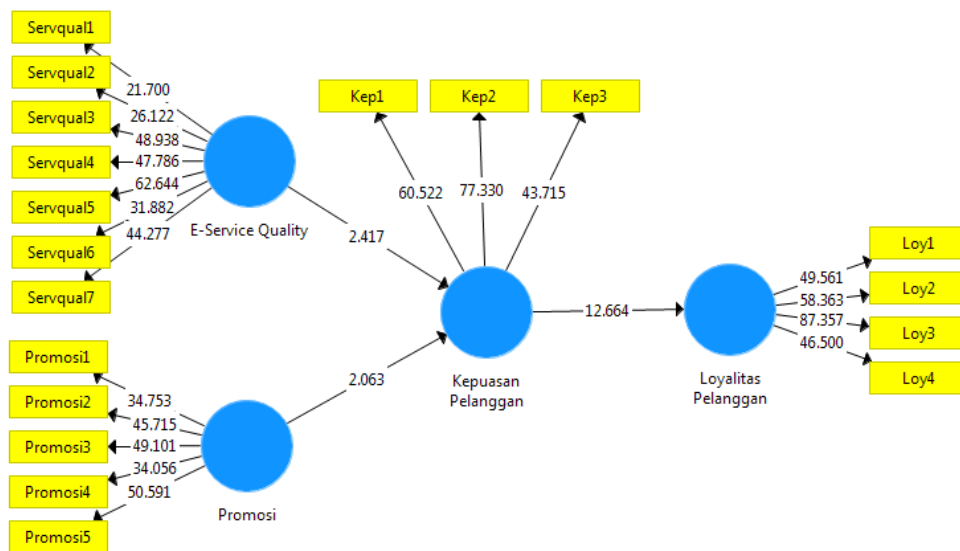 Servqual1
Servqual2
Servqual3
Servqual4
Servqual5
Servqual6
Servqual7
21.700
26.122
48.938
47.786
62.644
31.882
44.277
E-Service Quality
Promosi1
Promosi2
Promosi3
Promosi4
Promosi5
34.753
45.715
49.101
34.056
50.591
Promosi
2.417
2.063
Kep1
Kep2
Kep3
60.522
77.330
43.715
Kepuasan
Pelanggan
12.664
Loyalitas
Pelanggan
49.561
58.363
87.357
46.500
Loy1
Loy2
Loy3
Loy4